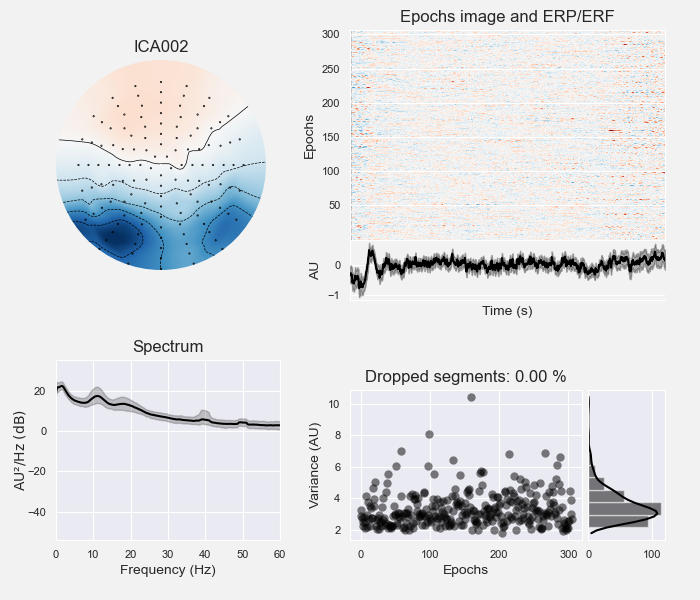 ICA002
Epochs image and ERP/ERF
300
250
200
150
100
50
Epochs
0
−1
AU
Time (s)
Spectrum
20
0
−20
−40
AU²/Hz (dB)
0 10 20 30 40 50 60
Frequency (Hz)
Dropped segments: 0.00 %
10
8
6
4
2
Variance (AU)
0 100 200 300
Epochs
0 100